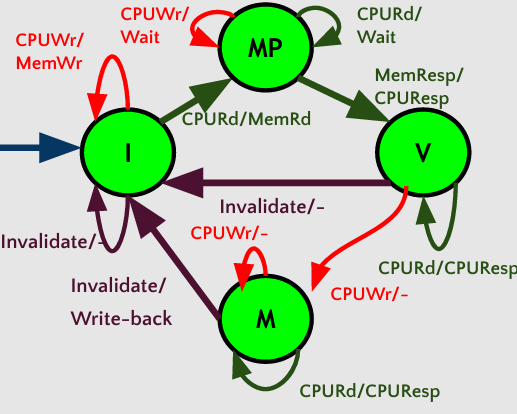 CPUWr/
Wait
CPURd/
Wait
CPUWr/
MemWr
MP
MemResp/
CPUResp
CPURd/MemRd
I
V
Invalidate/-
CPUWr/-
Invalidate/-
CPURd/CPUResp
Invalidate/
Write-back
CPUWr/-
M
CPURd/CPUResp